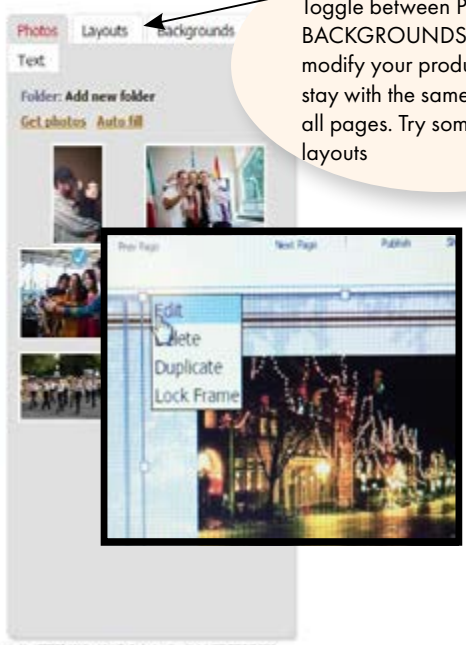 Toggle between P
BACKGROUNDS
modify your produ
stay with the same
all pages. Try som
layouts
Photos Layouts Backgrounds
Text
Folder: Add new folder
Get photos Auto fill
Prev Page Next Page Publish
Edit
Delete
Duplicate
Lock Frame